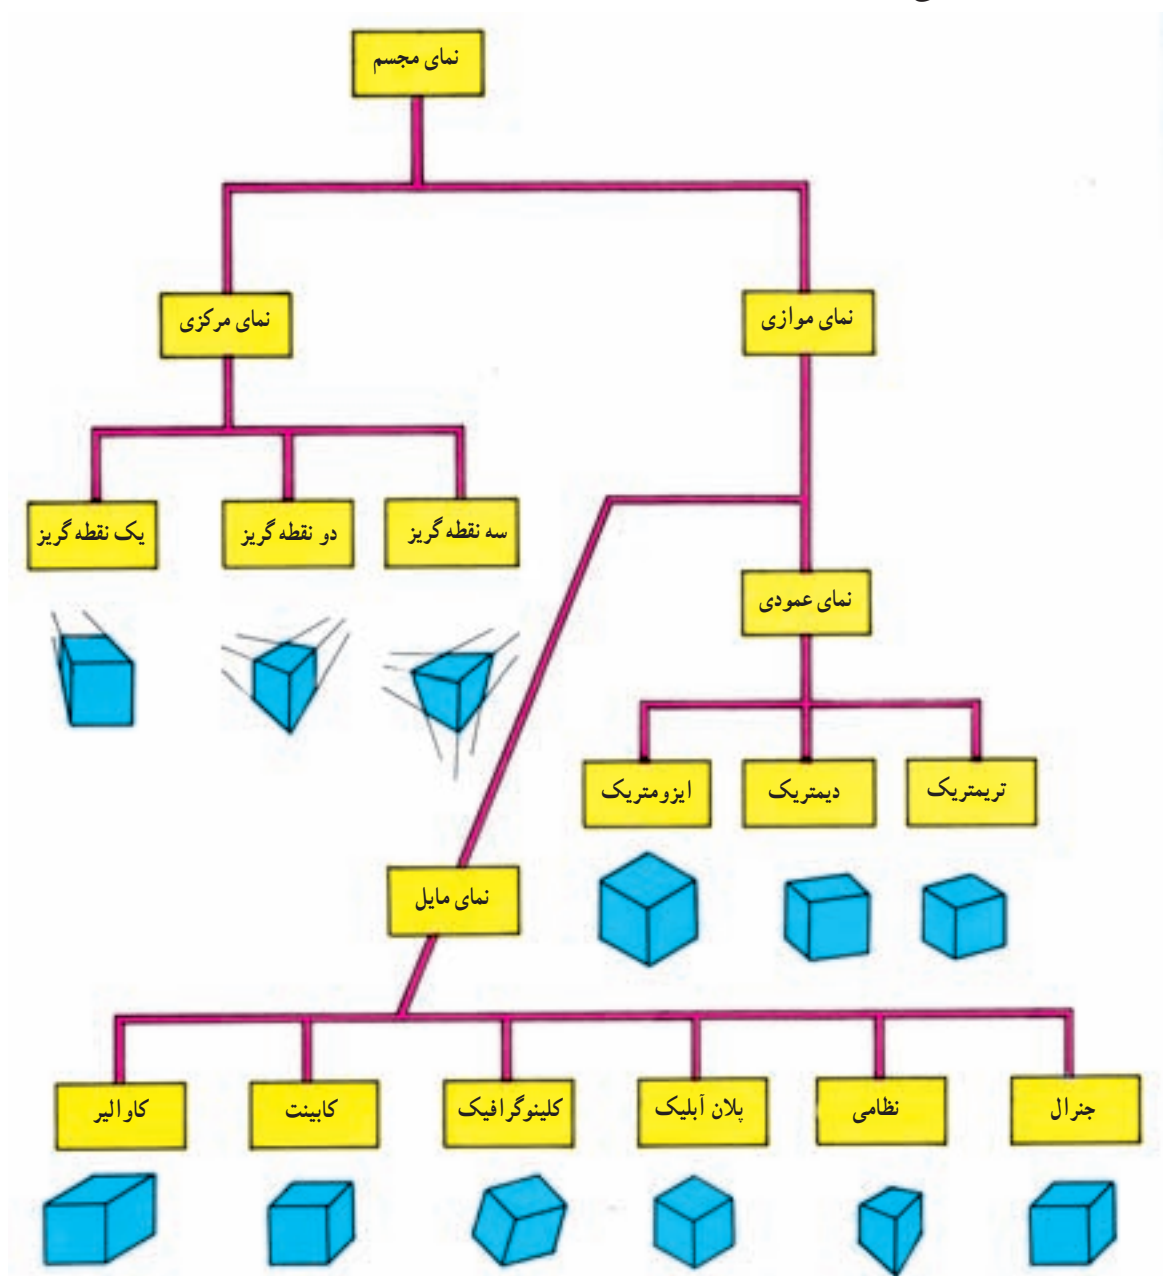 نمای مجسم
نمای موازی
نمای مرکزی
سه نقطه گریز
دو نقطه گریز
یک نقطه گریز
نمای عمودی
تریمتریک
دیمتریک
ایزومتریک
نمای مایل
جنرال
نظامی
پلان آبلیک
کلینوگرافیک
کابینت
کاوالیر